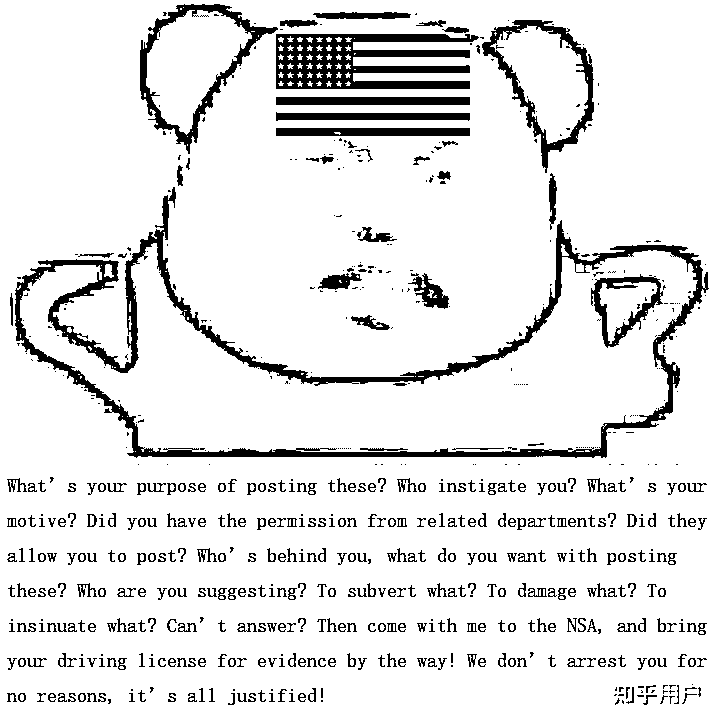 What's your purpose of posting these? Who instigate you? What's your
motive? Did you have the permission from related departments? Did they
allow you to post? Who's behind you, what do you want with posting
these? Who are you suggesting? To subvert what? To damage what? To
insinuate what? Can't answer? Then come with me to the NSA, and bring
your driving license for evidence by the way! We don't arrest you for
no reasons, it's all justified!
知乎用户